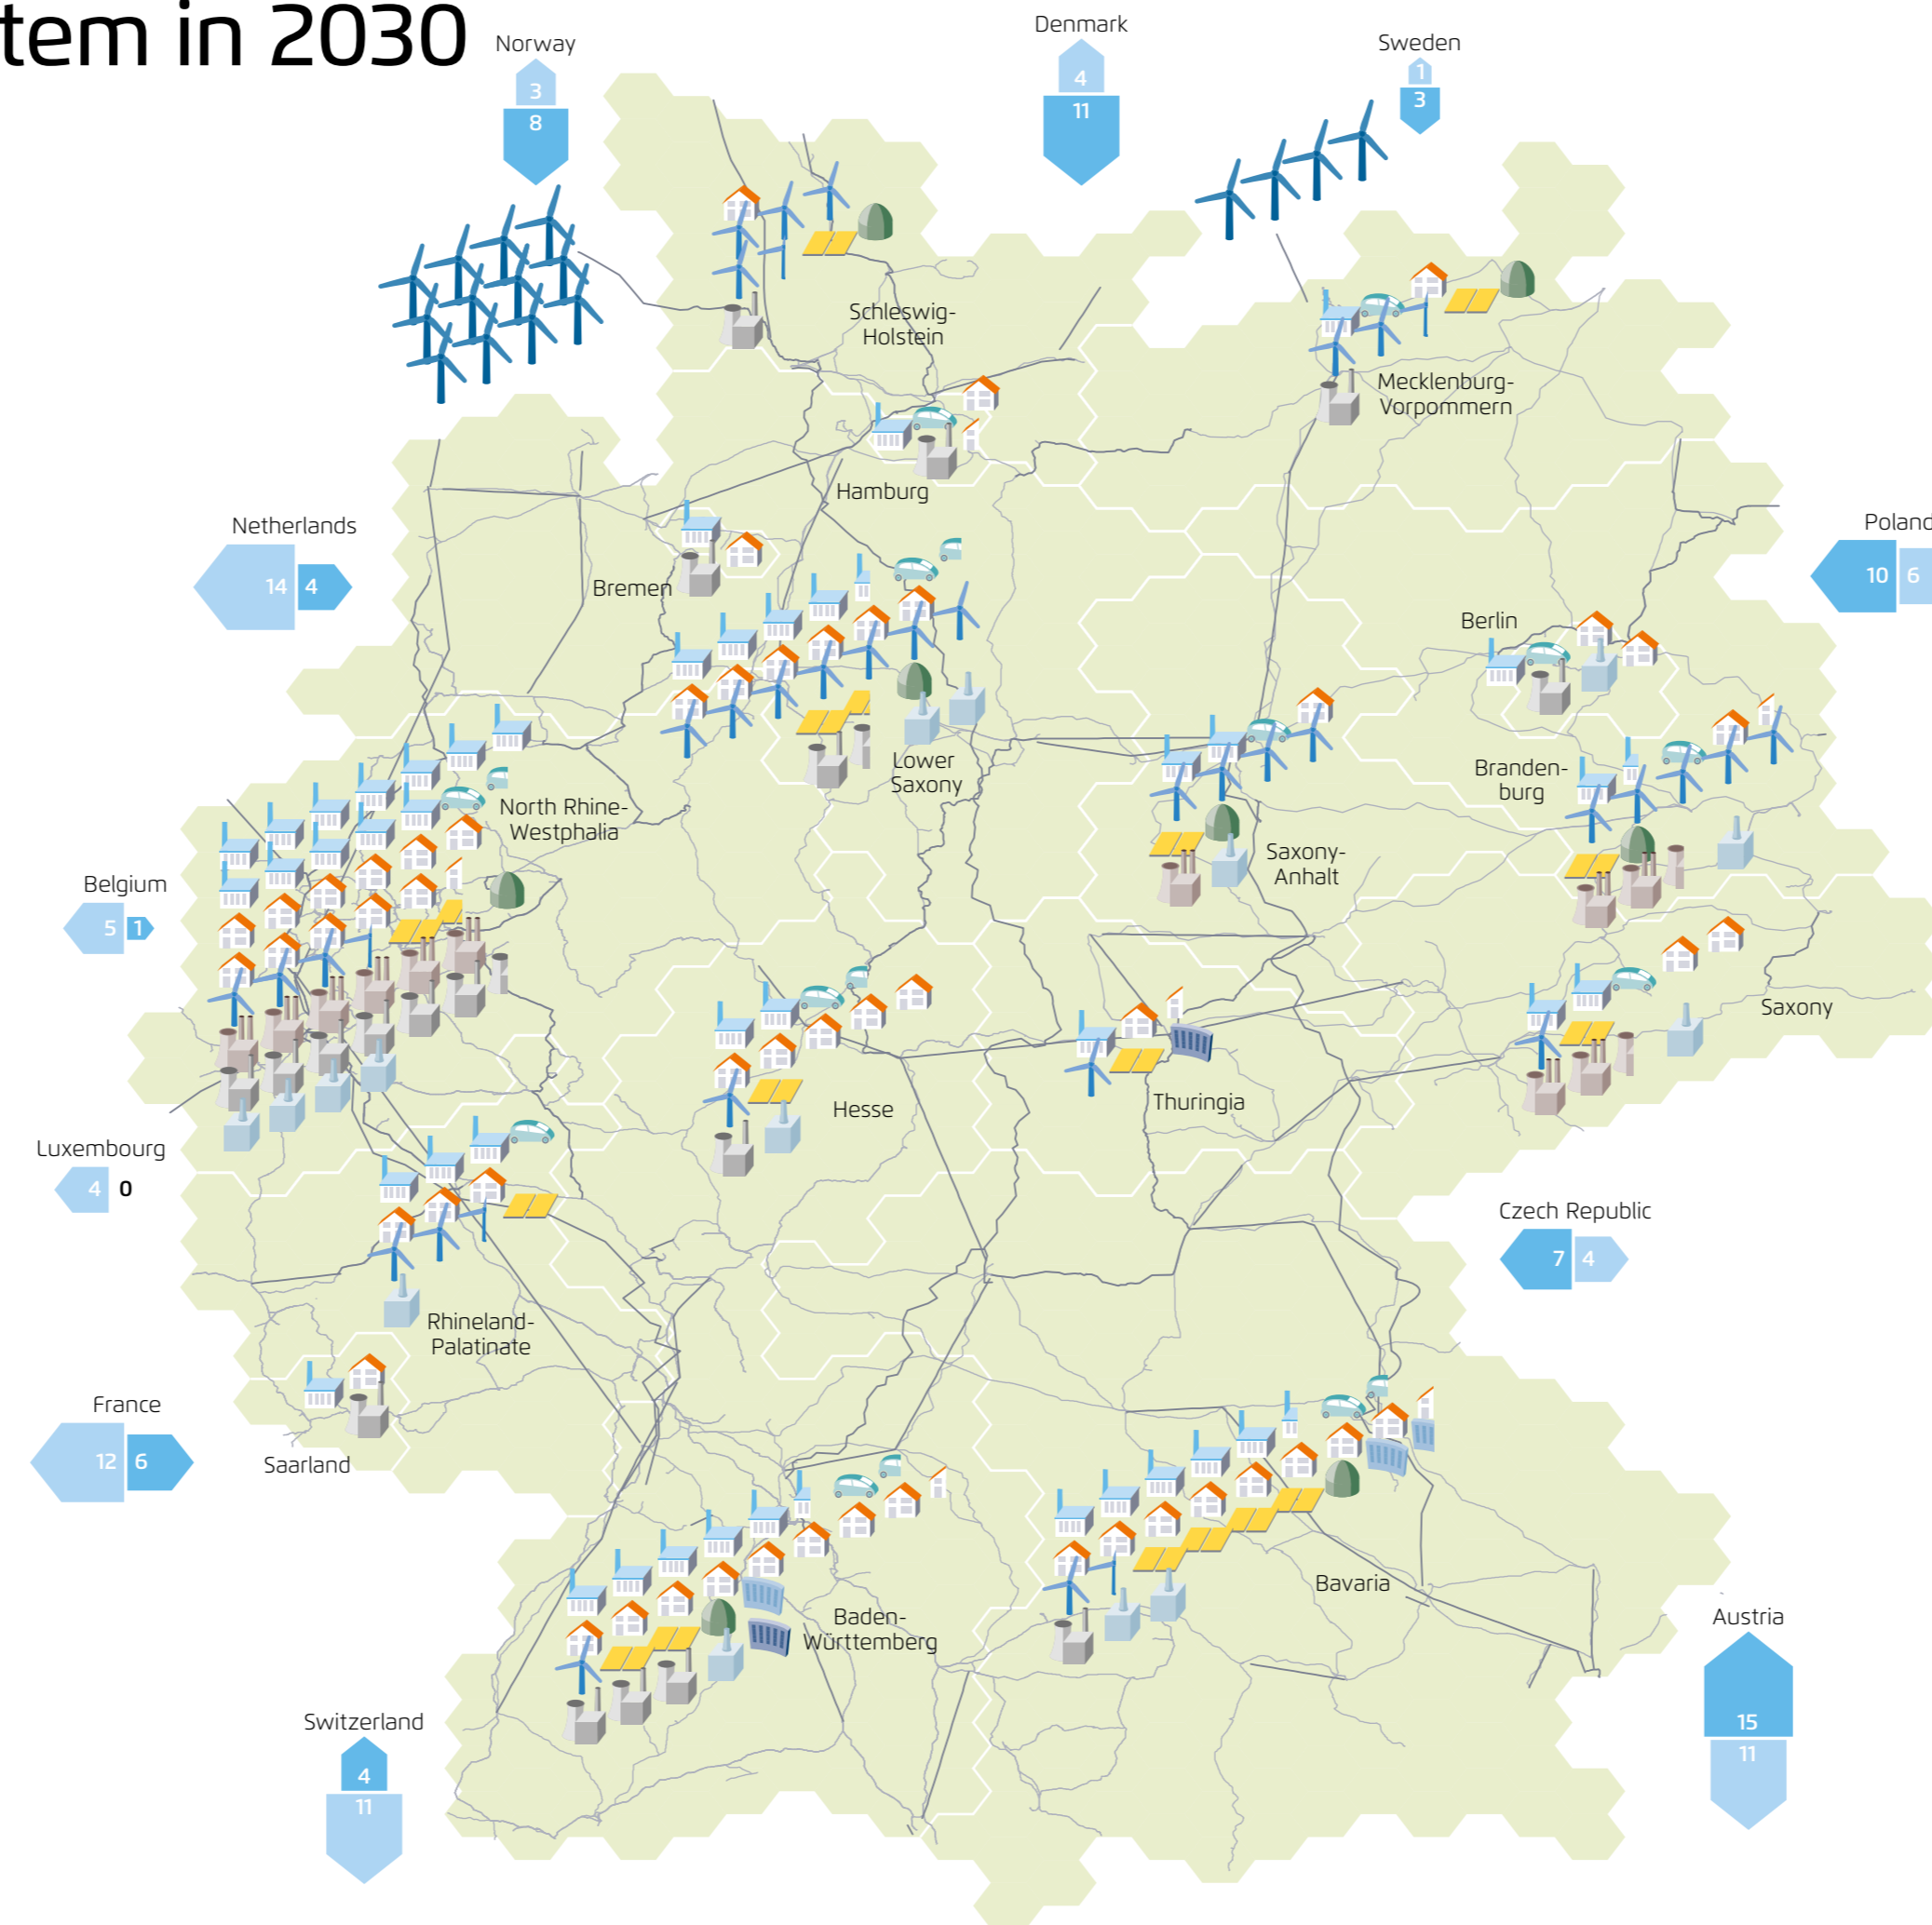 tem in 2030
Norway
3
8
Denmark
4
11
Sweden
1
3
Schleswig-
Holstein
Mecklenburg-
Vorpommern
Hamburg
Netherlands
14 4
Poland
10 6
Bremen
Berlin
Lower
Saxony
Branden-
burg
North Rhine-
Westphalia
Saxony-
Anhalt
Belgium
5 1
Saxony
Hesse
Thuringia
Luxembourg
4 0
Czech Republic
7 4
Rhineland-
Palatinate
France
12 6
Saarland
Bavaria
Baden-
Württemberg
Austria
15
11
Switzerland
4
11